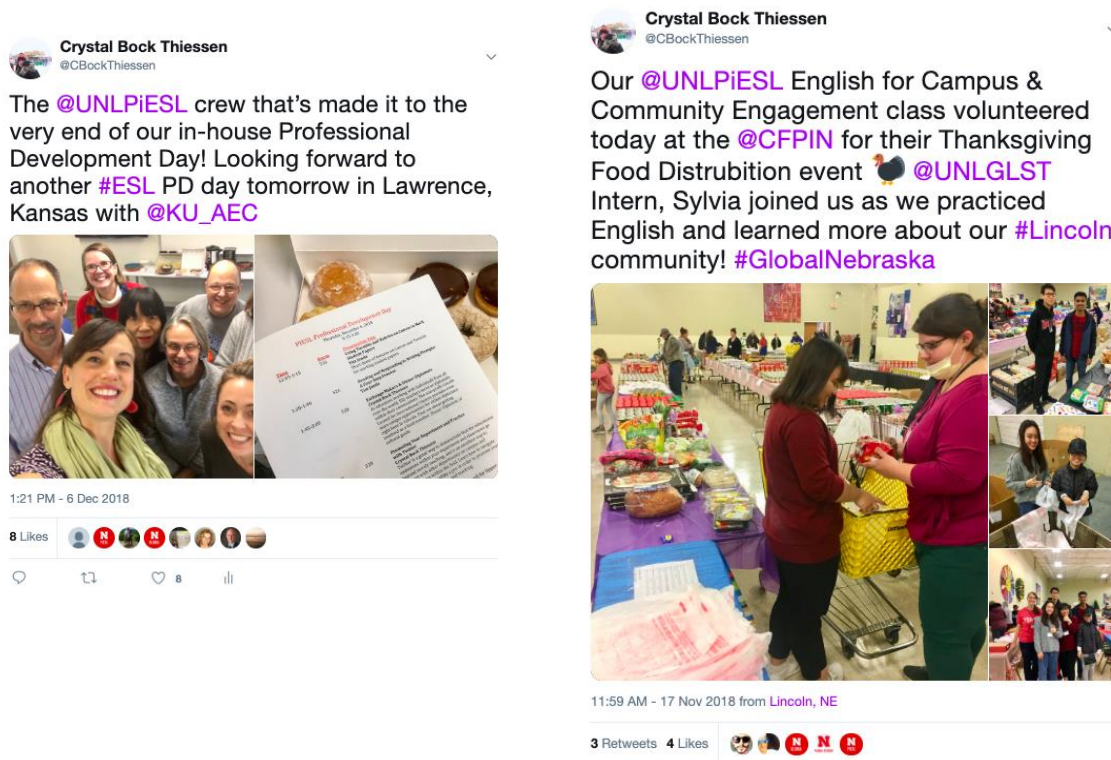 Crystal Bock Thiessen
@CBockThiessen
The @UNLPiESL crew that's made it to the
very end of our in-house Professional
Development Day! Looking forward to
another #ESL PD day tomorrow in Lawrence,
Kansas with @KU_AEC
PIESL Professional Development Day
1:21 PM - 6 Dec 2018
8 Likes
8
Crystal Bock Thiessen
@CBockThiessen
Our @UNLPiESL English for Campus &
Community Engagement class volunteered
today at the @CFPIN for their Thanksgiving
Food Distrubition event @UNLGLST
Intern, Sylvia joined us as we practiced
English and learned more about our #Lincoln
community! #GlobalNebraska
11:59 AM - 17 Nov 2018 from Lincoln, NE
3 Retweets 4 Likes